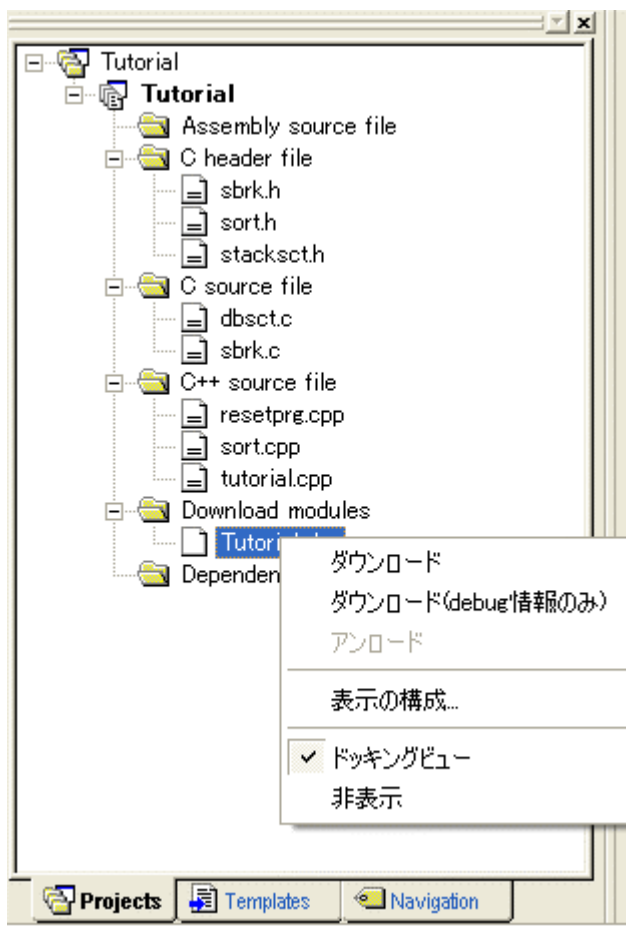 Tutorial
Tutorial
Assembly source file
C header file
sbrk.h
sort.h
stacksct.h
C source file
dbsct.c
sbrk.c
C++ source file
resetprg.cpp
sort.cpp
tutorial.cpp
Download modules
ダウンロード
ダウンロード(debug情報のみ)
アンロード
表示の構成...
ドッキングビュー
非表示
Projects Templates Navigation